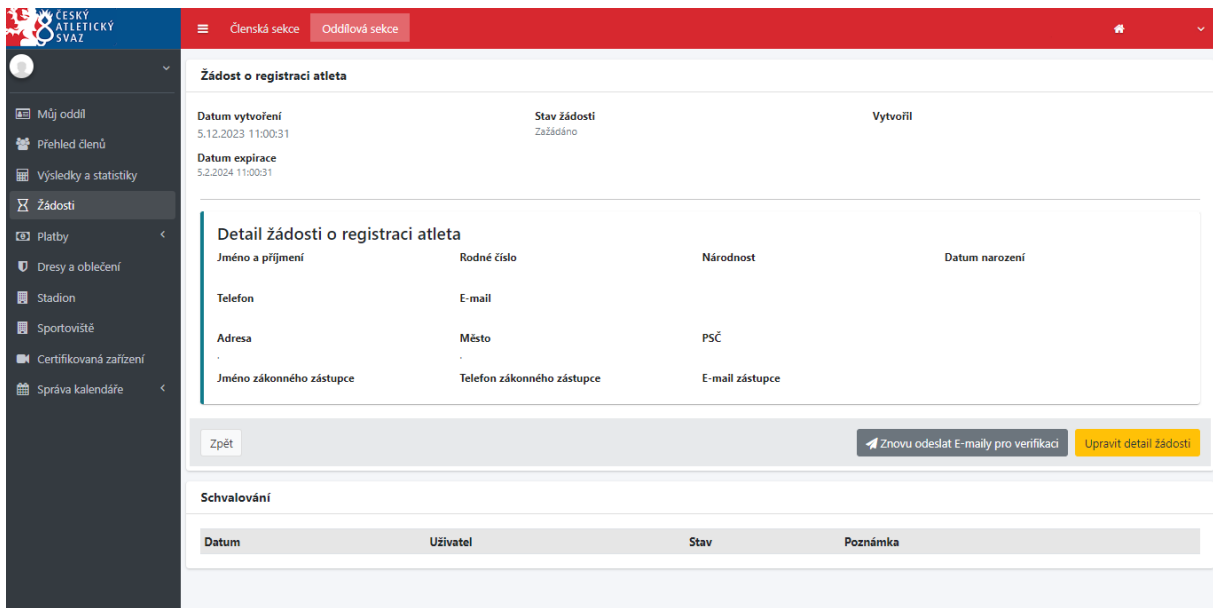 ČESKÝ
ATLETICKÝ
SVAZ
Členská sekce
Oddílová sekce
Můj oddíl
Přehled členů
Výsledky a statistiky
Žádosti
Platby
Dresy a oblečení
Stadion
Sportoviště
Certifikovaná zařízení
Správa kalendáře
Žádost o registraci atleta
Datum vytvoření
5.12.2023 11:00:31
Stav žádosti
Zažádáno
Vytvořil
Datum expirace
5.2.2024 11:00:31
Detail žádosti o registraci atleta
Jméno a příjmení Rodné číslo Národnost Datum narození
Telefon E-mail
Adresa Město PSČ
. .
Jméno zákonného zástupce Telefon zákonného zástupce E-mail zástupce
Zpět Znovu odeslat E-maily pro verifikaci Upravit detail žádosti
Schvalování
Datum Uživatel Stav Poznámka